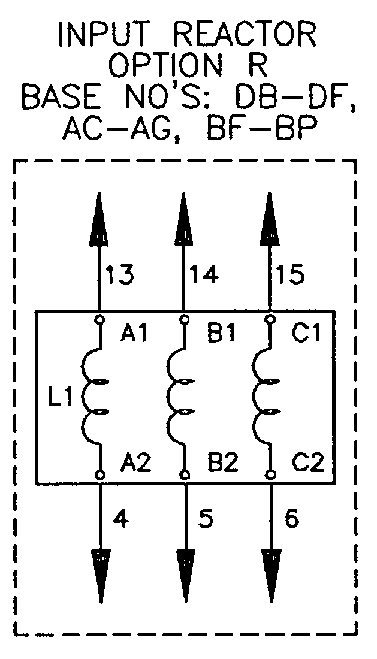 INPUT REACTOR
OPTION R
BASE NO'S: DB-DF,
AC-AG, BF-BP
13 14 15
A1 B1 C1
L1
A2 B2 C2
4 5 6